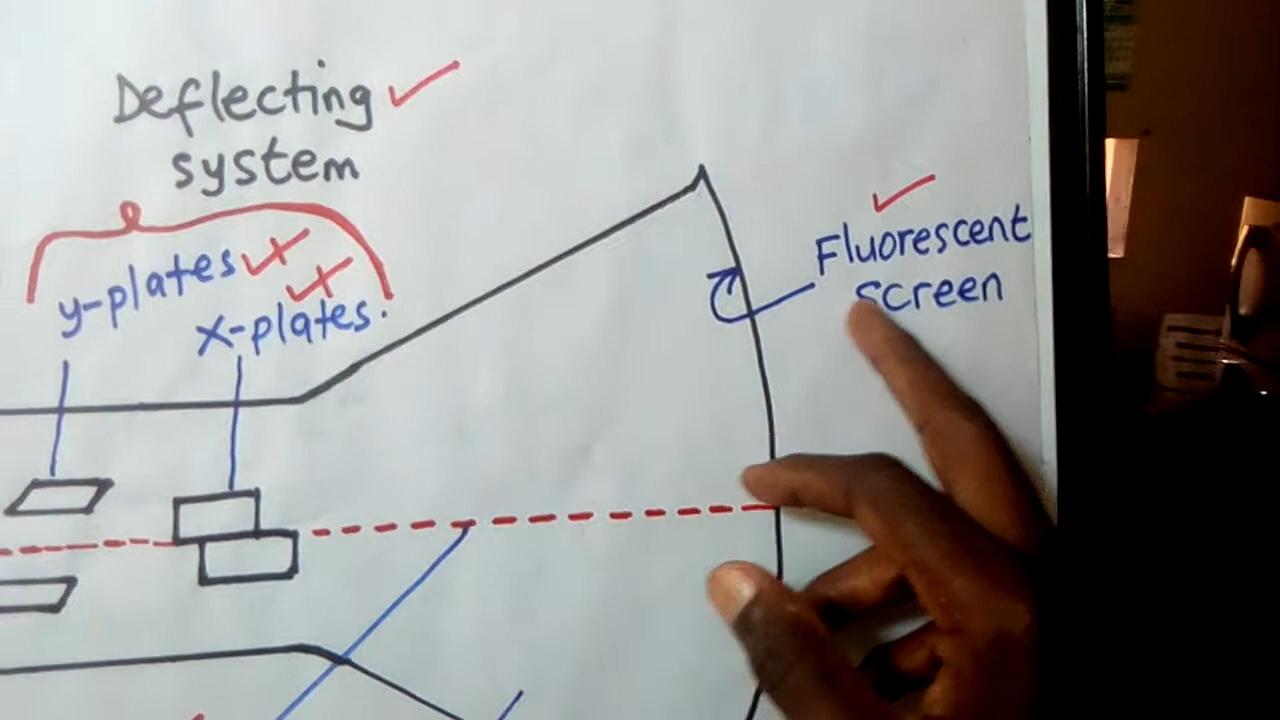 Deflecting
system
y-plates
x-plates.
Fluorescent
screen